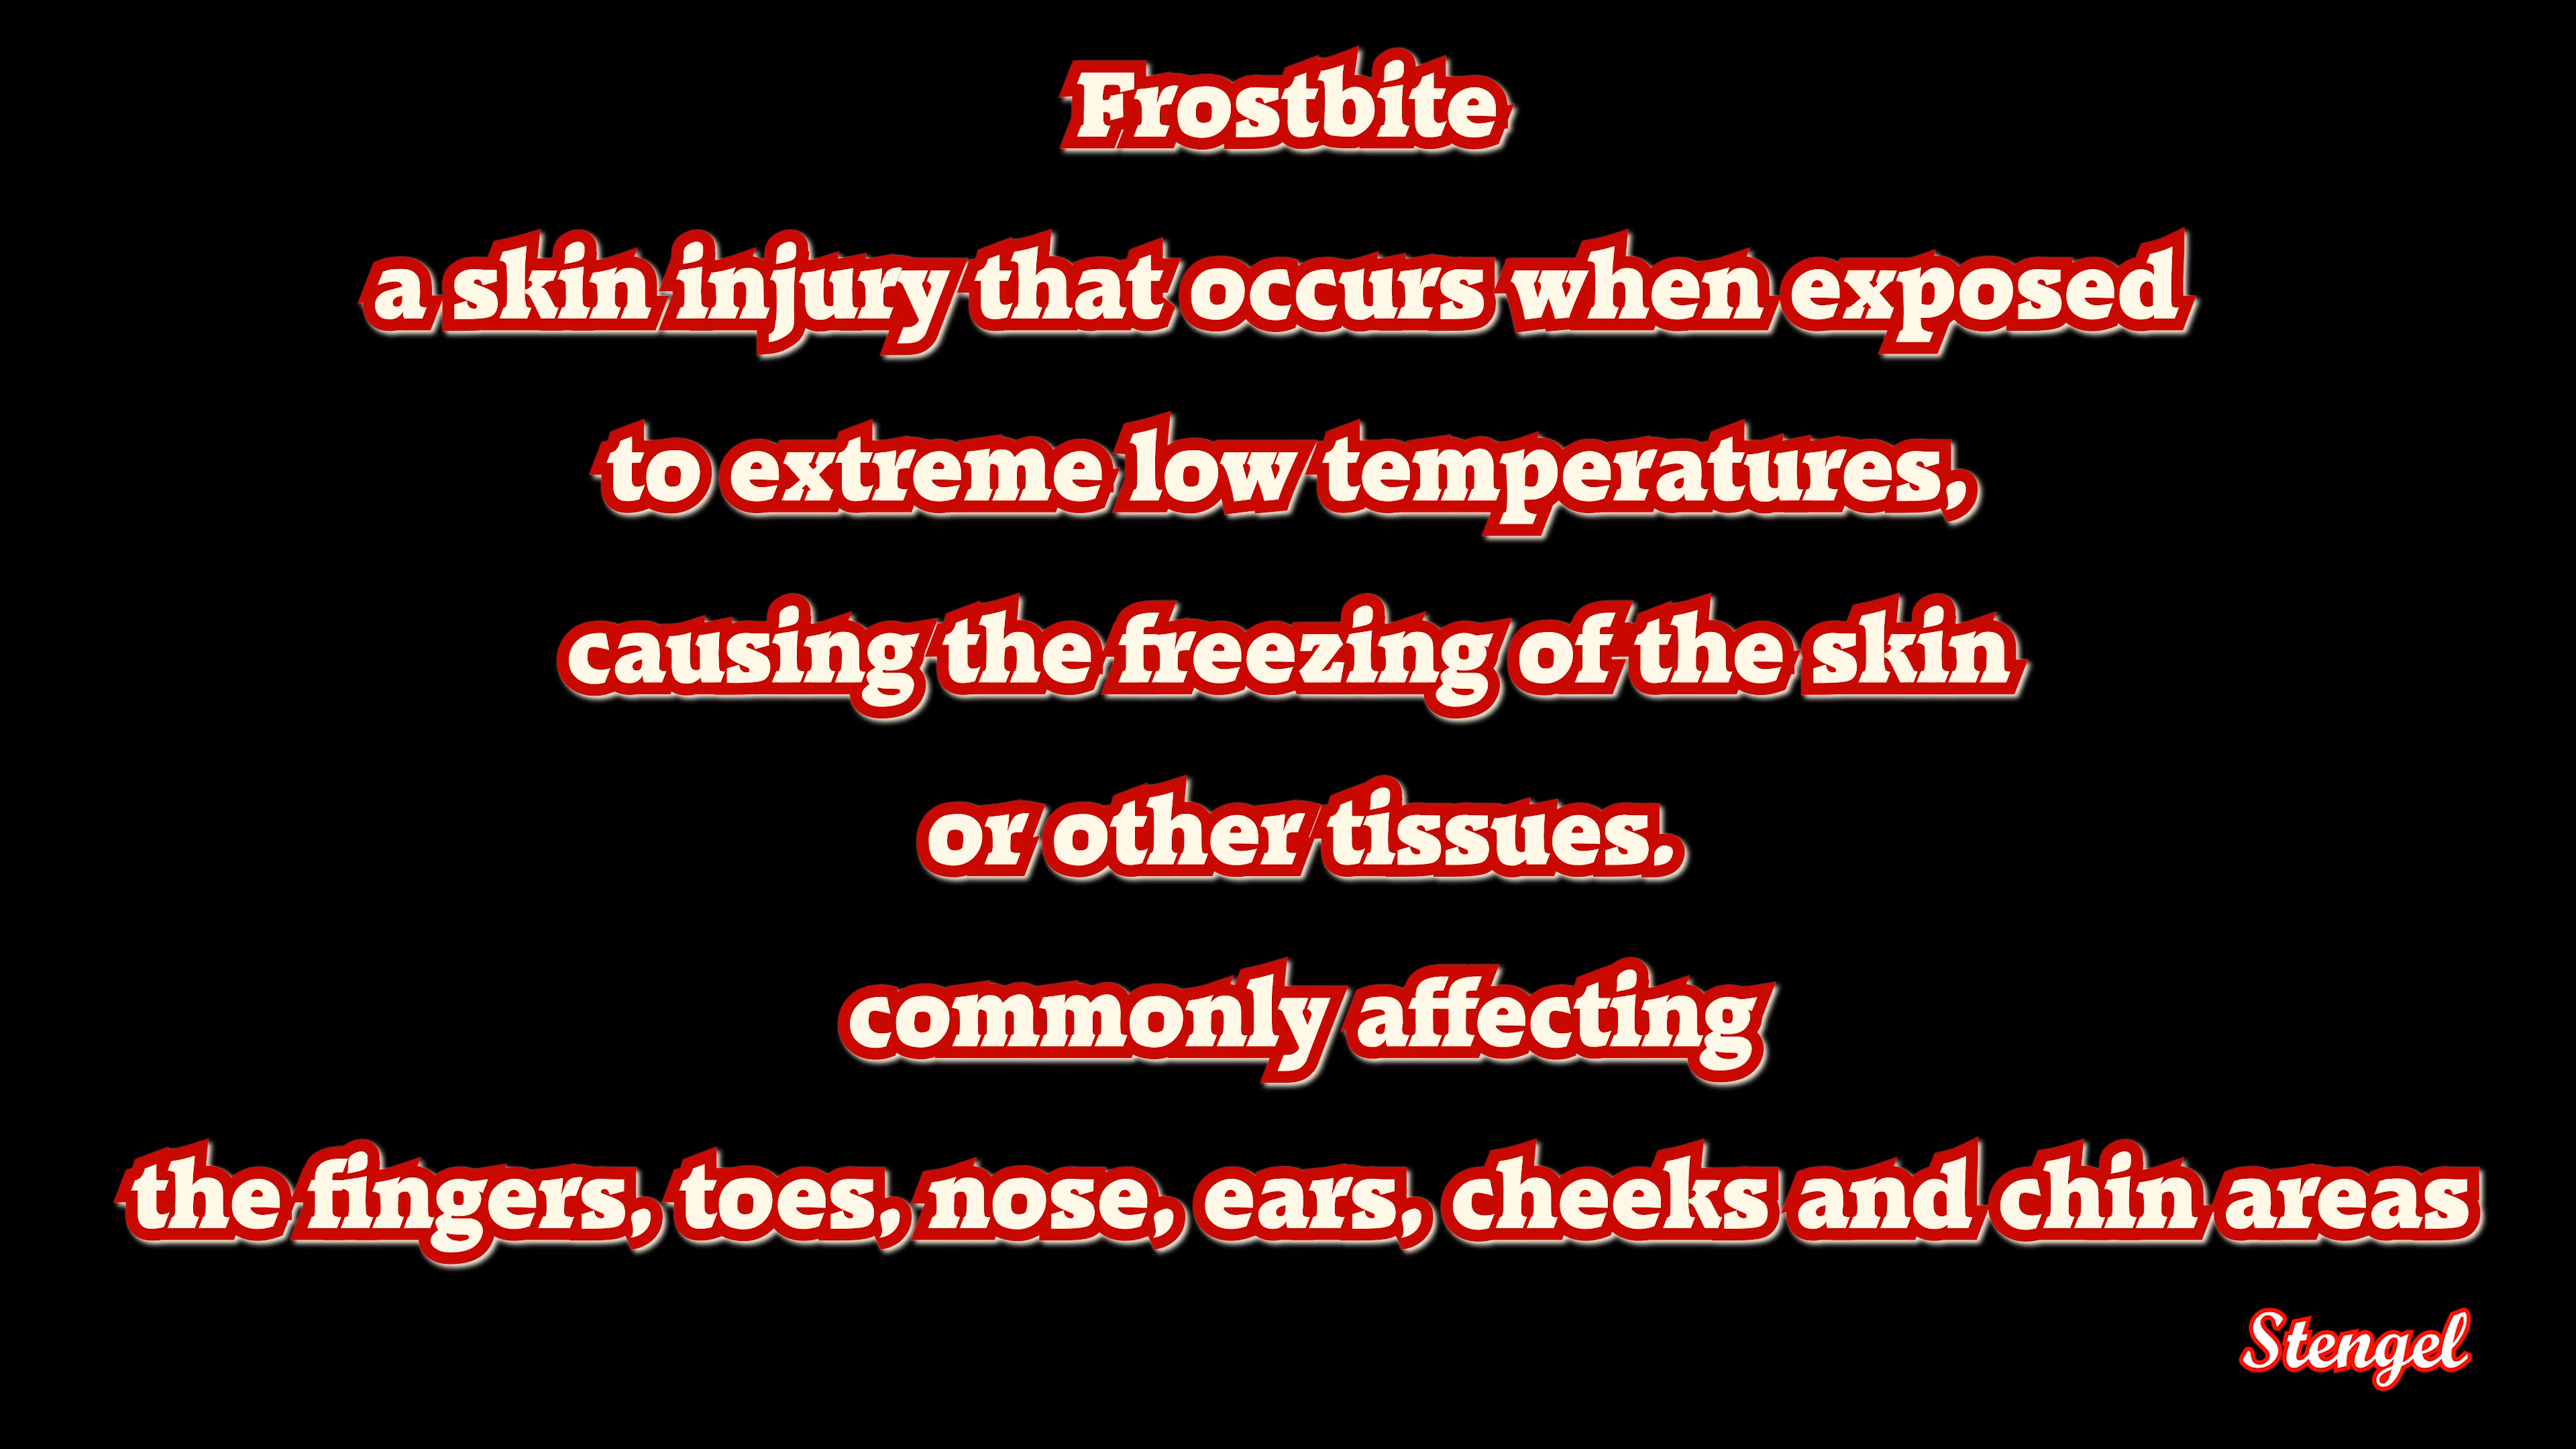 Frostbite
a skin injury that occurs when exposed
to extreme low temperatures,
causing the freezing of the skin
or other tissues.
commonly affecting
the fingers, toes, nose, ears, cheeks and chin areas
Stengel